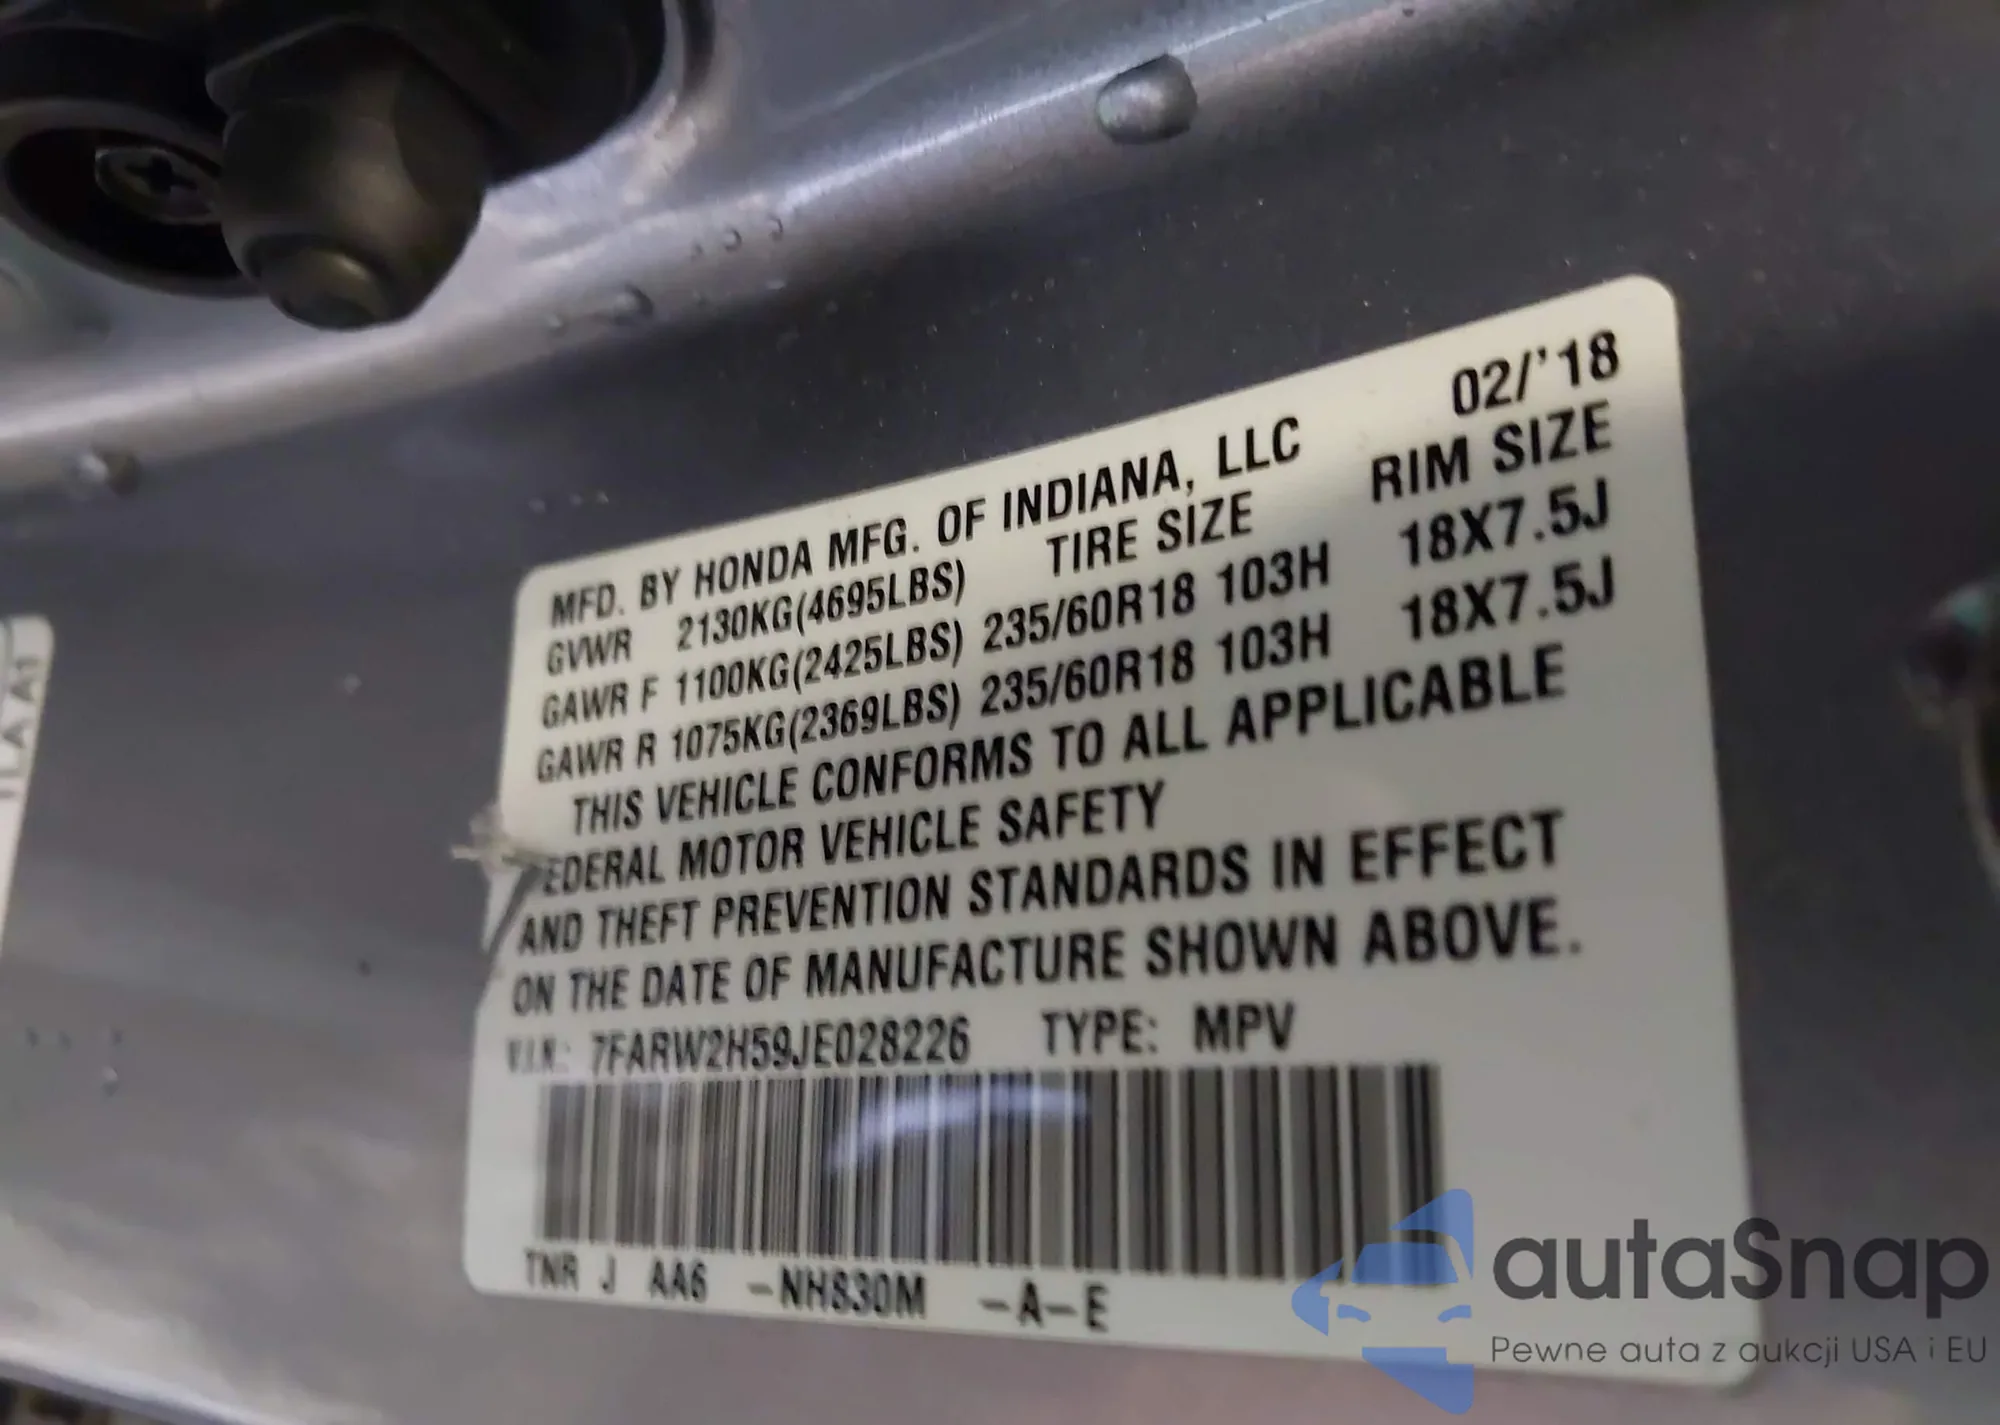 MFD. BY HONDA MFG. OF INDIANA, LLC 02/'18
GVWR 2130KG(4695LBS) TIRE SIZE RIM SIZE
GAWR F 1100KG(2425LBS) 235/60R18 103H 18X7.5J
GAWR R 1075KG(2369LBS) 235/60R18 103H 18X7.5J
THIS VEHICLE CONFORMS TO ALL APPLICABLE
FEDERAL MOTOR VEHICLE SAFETY
AND THEFT PREVENTION STANDARDS IN EFFECT
ON THE DATE OF MANUFACTURE SHOWN ABOVE.
V.I.N.: 7FARW2H59JE028226 TYPE: MPV
TNR J AA6 -NH830M -A-E
autaSnap
Pewne auta z aukcji USA i EU